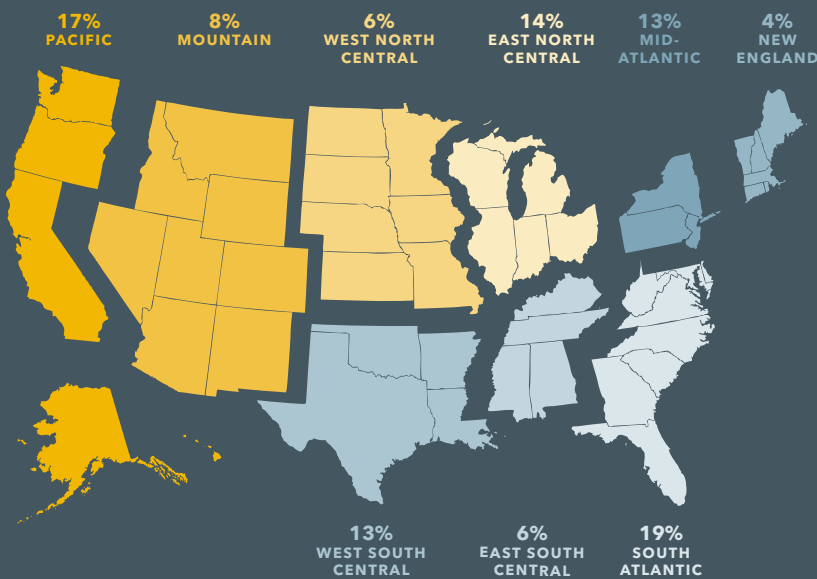 17%
PACIFIC
8%
MOUNTAIN
6%
WEST NORTH
CENTRAL
14%
EAST NORTH
CENTRAL
13%
MID-
ATLANTIC
4%
NEW
ENGLAND
13%
WEST SOUTH
CENTRAL
6%
EAST SOUTH
CENTRAL
19%
SOUTH
ATLANTIC